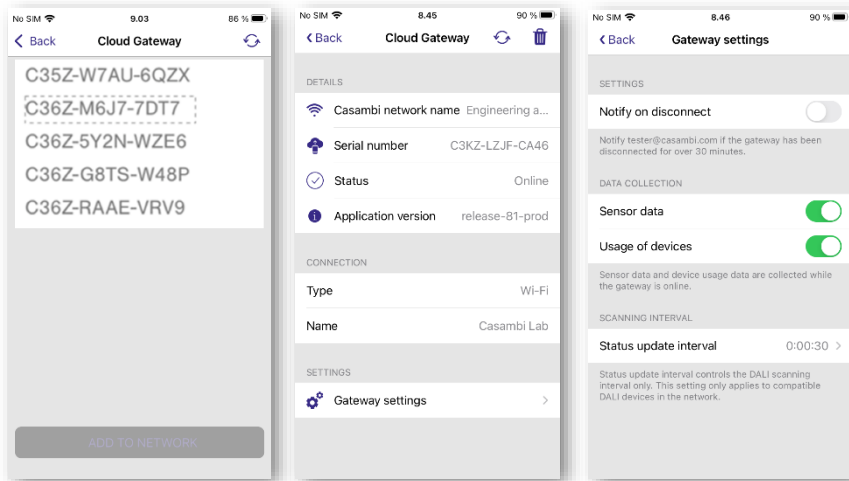 No SIM 9.03 86 %
Back Cloud Gateway
C35Z-W7AU-6QZX
C36Z-M6J7-7DT7
C36Z-5Y2N-WZE6
C36Z-G8TS-W48P
C36Z-RAAE-VRV9
ADD TO NETWORK
No SIM 8.45 90 %
Back Cloud Gateway
DETAILS
Casambi network name Engineering a...
Serial number C3KZ-LZJF-CA46
Status Online
Application version release-81-prod
CONNECTION
Type Wi-Fi
Name Casambi Lab
SETTINGS
Gateway settings
No SIM 8.46 90 %
Back Gateway settings
SETTINGS
Notify on disconnect
Notify tester@casambi.com if the gateway has been
disconnected for over 30 minutes.
DATA COLLECTION
Sensor data
Usage of devices
Sensor data and device usage data are collected while
the gateway is online.
SCANNING INTERVAL
Status update interval 0:00:30
Status update interval controls the DALI scanning
interval only. This setting only applies to compatible
DALI devices in the network.